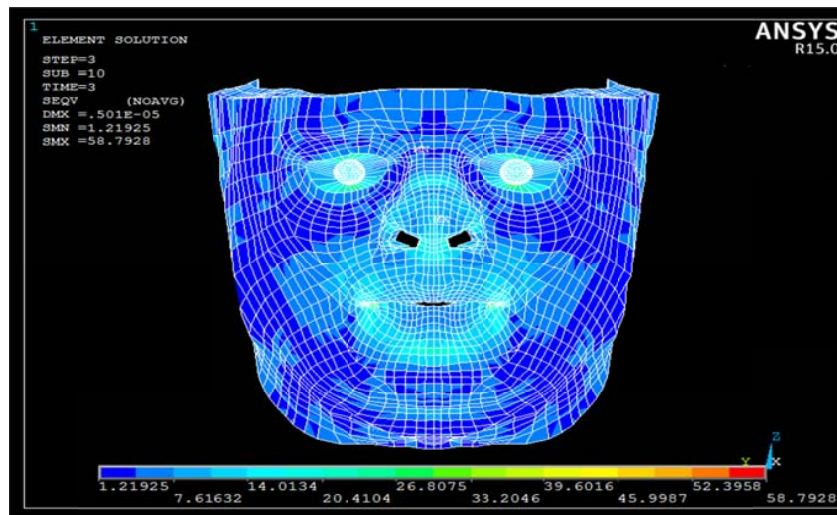 1
ELEMENT SOLUTION
STEP=3
SUB =10
TIME=3
SEQV (NOAVG)
DMX =.501E-05
SMN =1.21925
SMX =58.7928
ANSYS
R15.0
Z
Y X
1.21925 14.0134 26.8075 39.6016 52.3958
7.61632 20.4104 33.2046 45.9987 58.7928